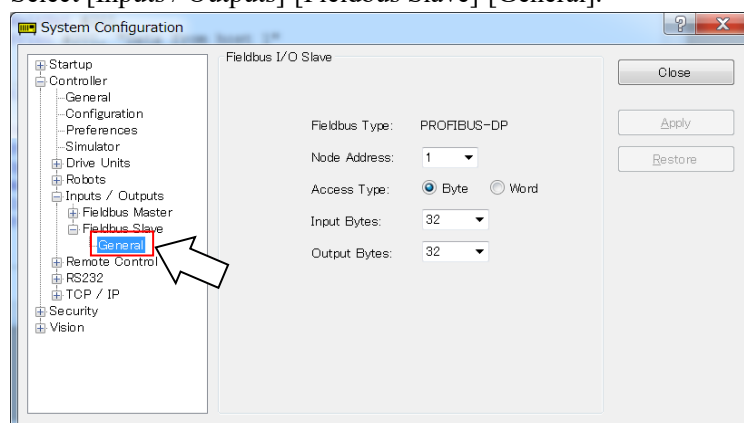 Select [Inputs / Outputs]-[Fieldbus Slave]-[General].
System Configuration
Startup
Controller
General
Configuration
Preferences
Simulator
Drive Units
Robots
Inputs / Outputs
Fieldbus Master
Fieldbus Slave
General
Remote Control
RS232
TCP / IP
Security
Vision
Fieldbus I/O Slave
Fieldbus Type: PROFIBUS-DP
Node Address: 1
Access Type: Byte Word
Input Bytes: 32
Output Bytes: 32
Close
Apply
Restore